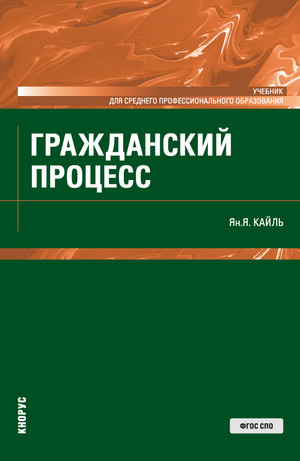 УЧЕБНИК
ДЛЯ СРЕДНЕГО ПРОФЕССИОНАЛЬНОГО ОБРАЗОВАНИЯ
ГРАЖДАНСКИЙ
ПРОЦЕСС
Ян.Я. КАЙЛЬ
КНОРУС
ФГОС СПО